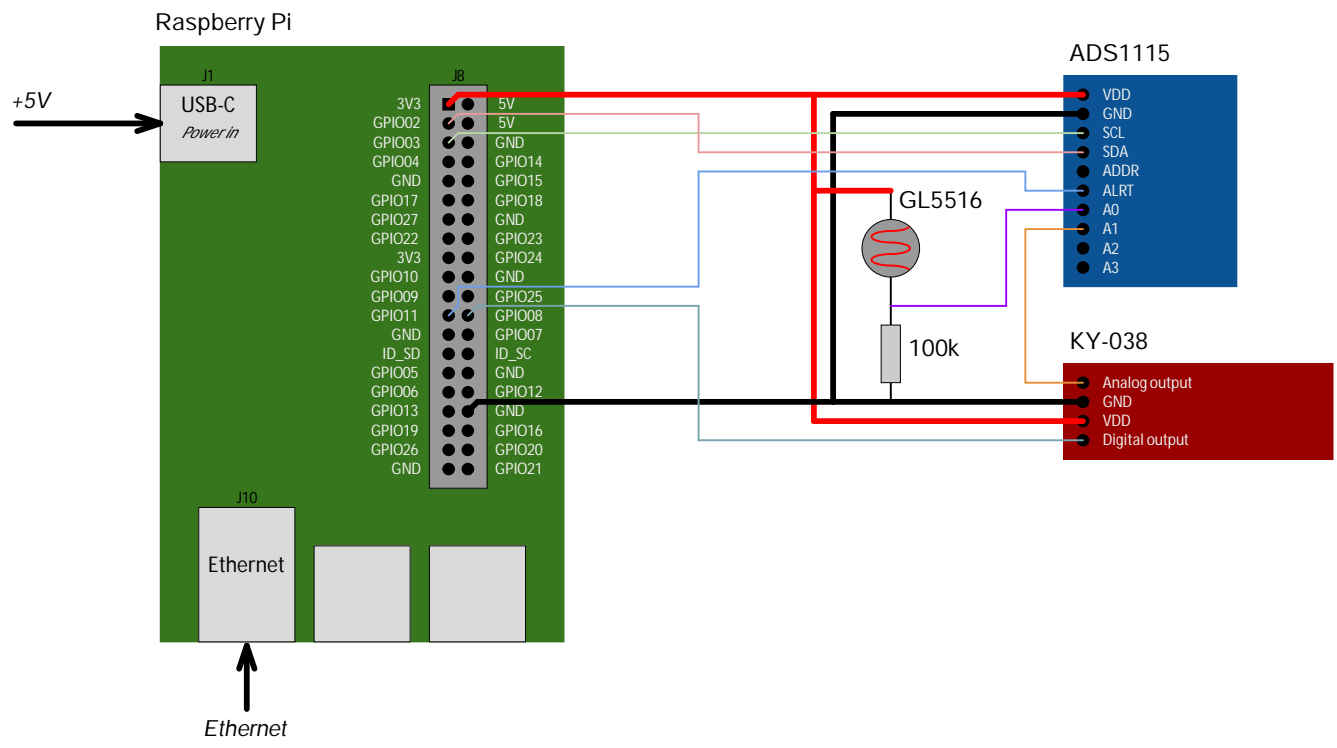 Raspberry Pi
ADS1115
J1
J8
+5V
USB-C
Power in
3V3 5V
GPIO02 5V
GPIO03 GND
GPIO04 GPIO14
GND GPIO15
GPIO17 GPIO18
GPIO27 GND
GPIO22 GPIO23
3V3 GPIO24
GPIO10 GND
GPIO09 GPIO25
GPIO11 GPIO08
GND GPIO07
ID_SD ID_SC
GPIO05 GND
GPIO06 GPIO12
GPIO13 GND
GPIO19 GPIO16
GPIO26 GPIO20
GND GPIO21
VDD
GND
SCL
SDA
ADDR
ALRT
A0
A1
A2
A3
GL5516
100k
KY-038
Analog output
GND
VDD
Digital output
J10
Ethernet
Ethernet